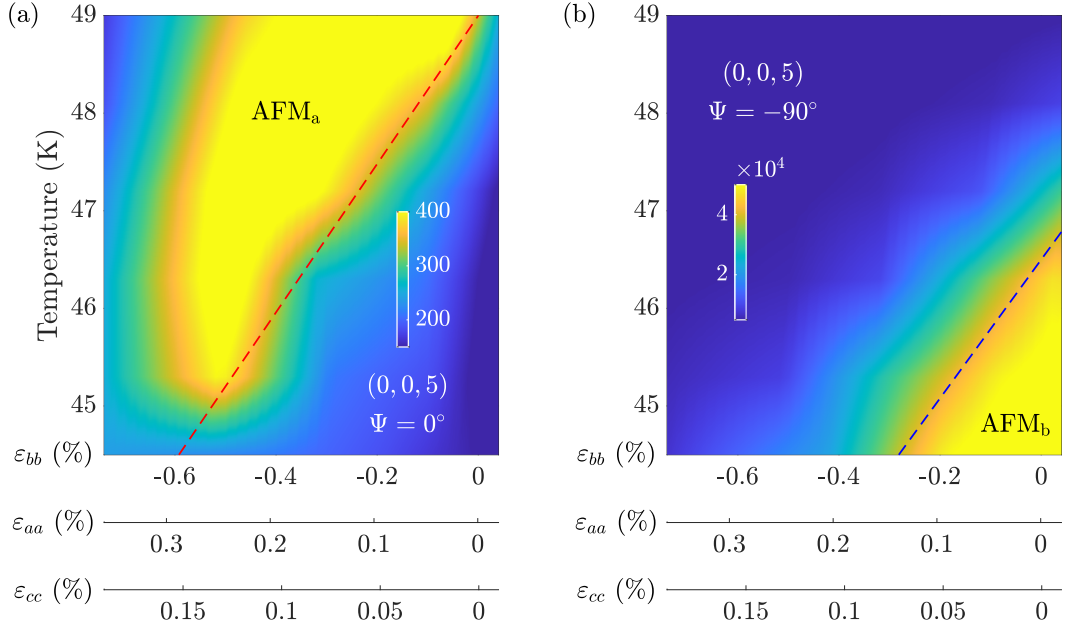 (a)
Temperature (K)
49
48
47
46
45
AFMa
400
300
200
(0, 0, 5)
Ψ = 0°
εbb (%)
-0.6 -0.4 -0.2 0
εaa (%)
0.3 0.2 0.1 0
εcc (%)
0.15 0.1 0.05 0
(b)
49
48
47
46
45
(0, 0, 5)
Ψ = −90°
×10⁴
4
2
AFMb
εbb (%)
-0.6 -0.4 -0.2 0
εaa (%)
0.3 0.2 0.1 0
εcc (%)
0.15 0.1 0.05 0